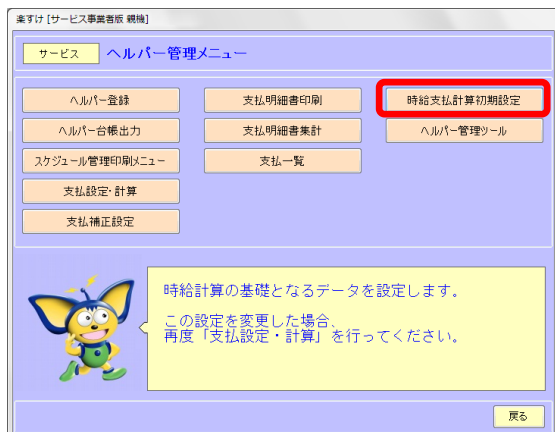 楽すけ [サービス事業者版 親機]
サービス ヘルパー管理メニュー
ヘルパー登録 支払明細書印刷 時給支払計算初期設定
ヘルパー台帳出力 支払明細書集計 ヘルパー管理ツール
スケジュール管理印刷メニュー 支払一覧
支払設定・計算
支払補正設定
時給計算の基礎となるデータを設定します。
この設定を変更した場合、
再度「支払設定・計算」を行ってください。
戻る